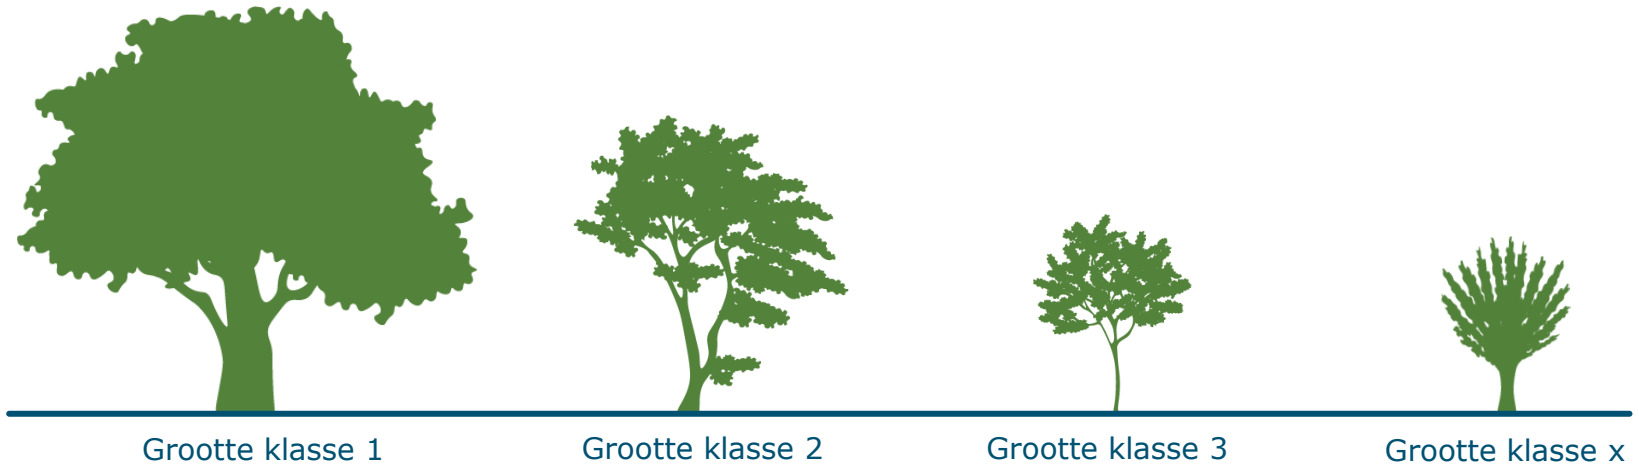 Grootte klasse 1
Grootte klasse 2
Grootte klasse 3
Grootte klasse x